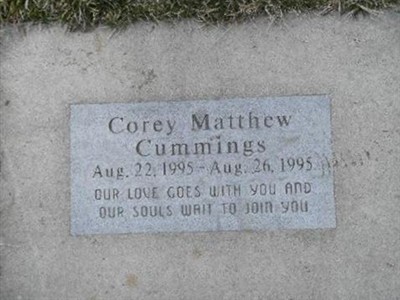 Corey Matthew
Cummings
Aug. 22, 1995 - Aug. 26, 1995
OUR LOVE GOES WITH YOU AND
OUR SOULS WAIT TO JOIN YOU